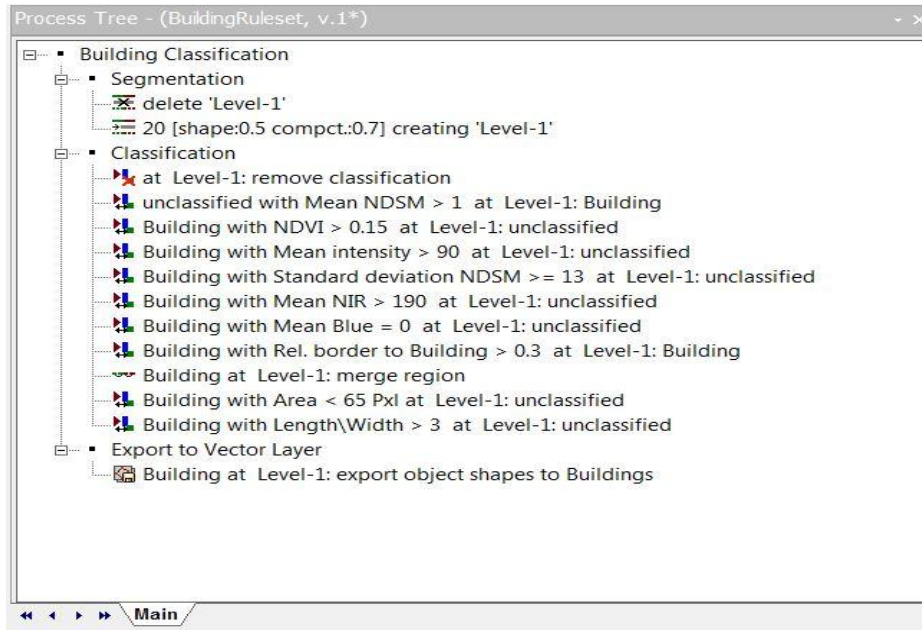 Process Tree - (BuildingRuleset, v.1*)
Building Classification
Segmentation
delete 'Level-1'
20 [shape:0.5 compct.:0.7] creating 'Level-1'
Classification
at Level-1: remove classification
unclassified with Mean NDSM > 1 at Level-1: Building
Building with NDVI > 0.15 at Level-1: unclassified
Building with Mean intensity > 90 at Level-1: unclassified
Building with Standard deviation NDSM >= 13 at Level-1: unclassified
Building with Mean NIR > 190 at Level-1: unclassified
Building with Mean Blue = 0 at Level-1: unclassified
Building with Rel. border to Building > 0.3 at Level-1: Building
Building at Level-1: merge region
Building with Area < 65 Pxl at Level-1: unclassified
Building with Length\Width > 3 at Level-1: unclassified
Export to Vector Layer
Building at Level-1: export object shapes to Buildings
Main